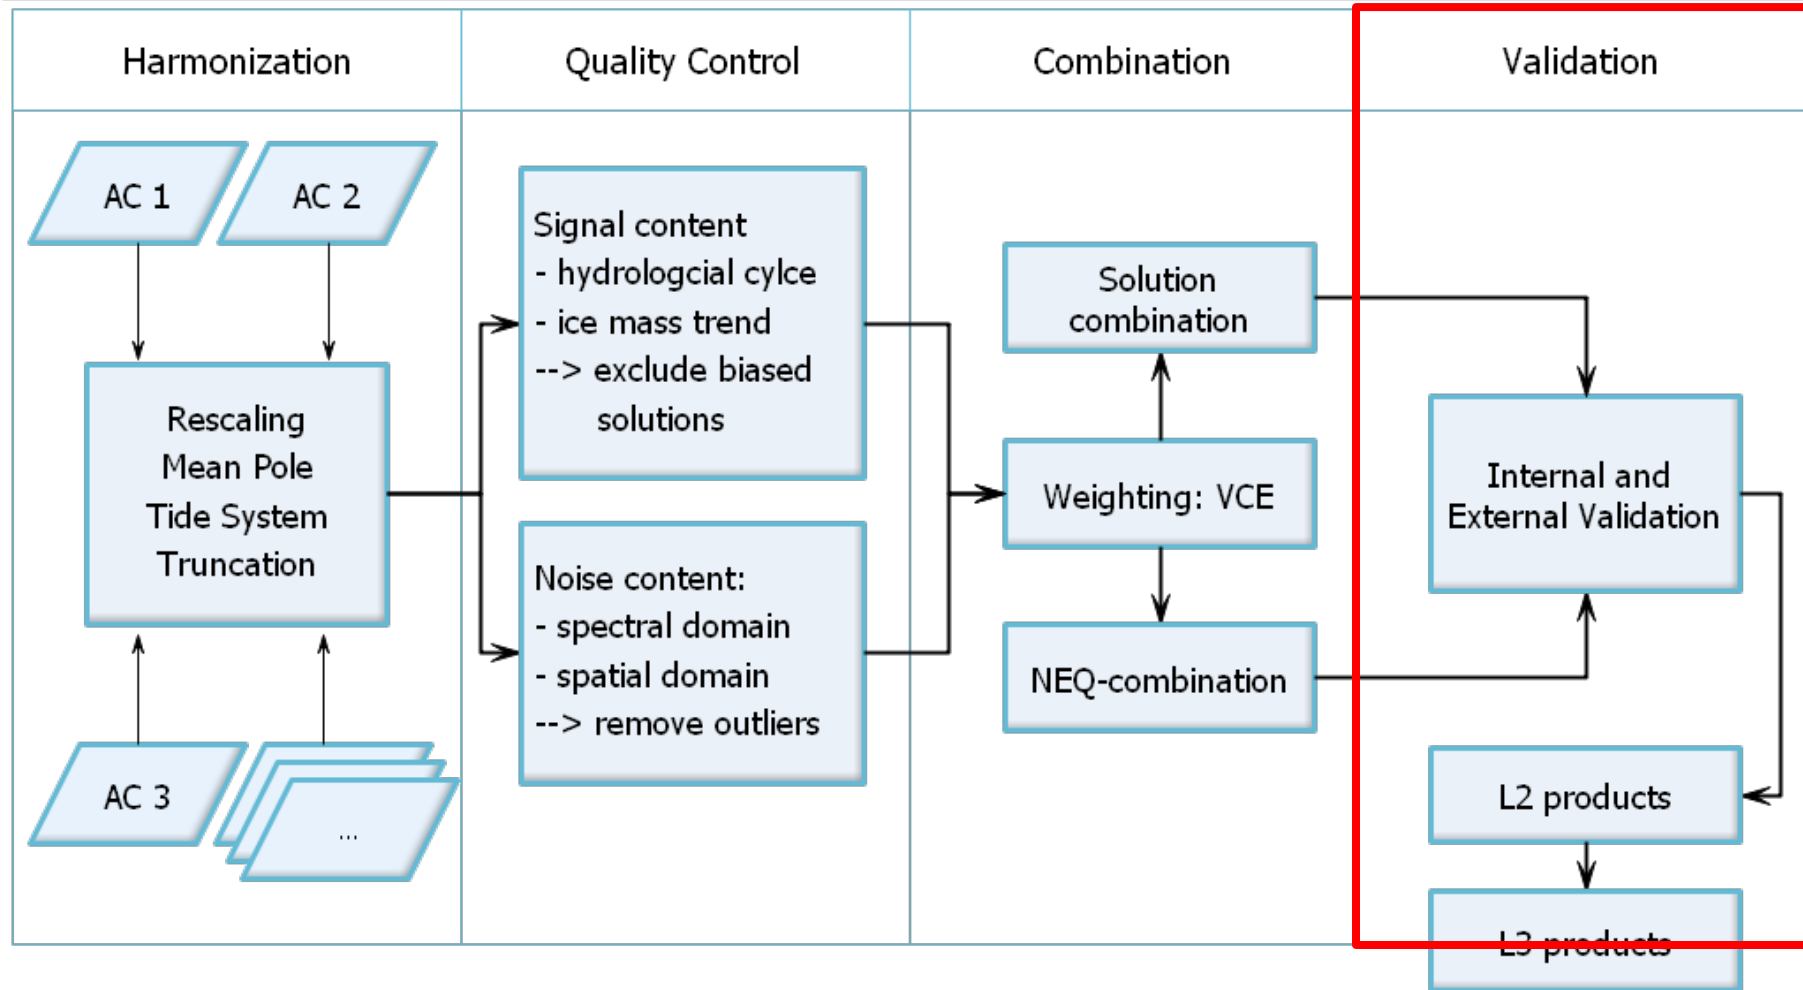 Harmonization
Quality Control
Combination
Validation
AC 1
AC 2
Rescaling
Mean Pole
Tide System
Truncation
AC 3
...
Signal content
- hydrologcial cylce
- ice mass trend
--> exclude biased
solutions
Noise content:
- spectral domain
- spatial domain
--> remove outliers
Solution
combination
Weighting: VCE
NEQ-combination
Internal and
External Validation
L2 products
L3 products